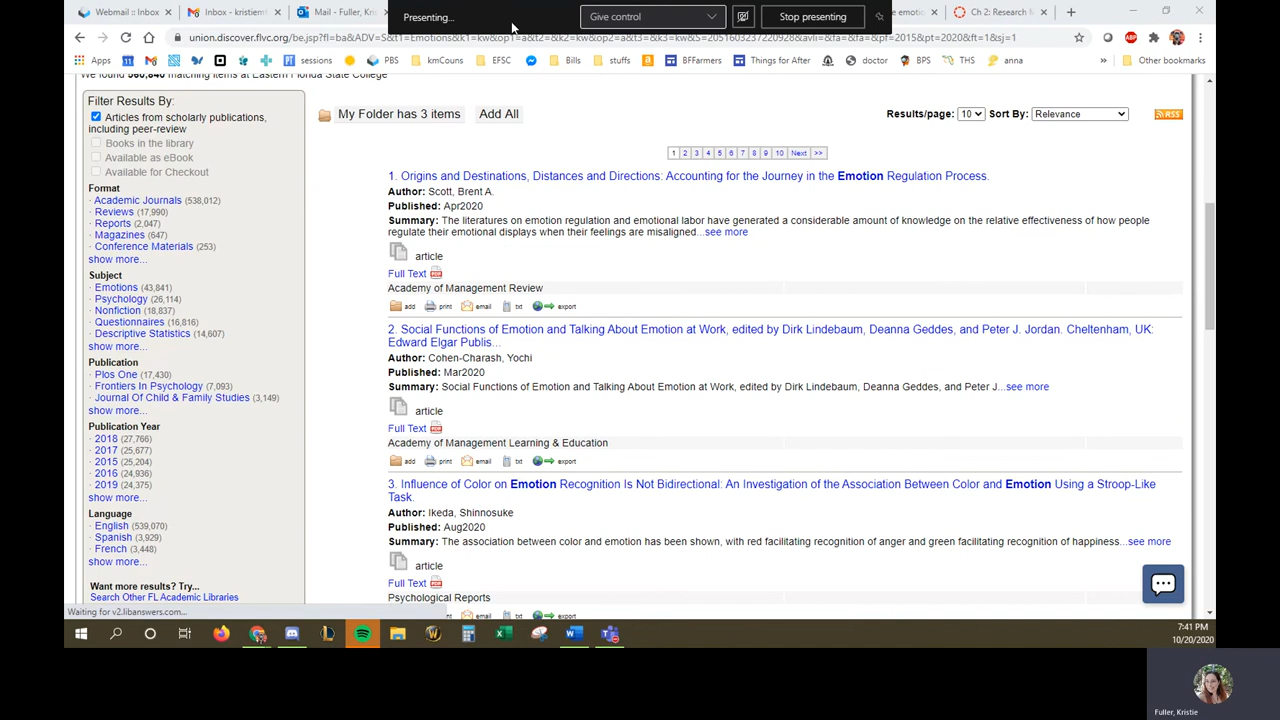 Webmail :: Inbox
Inbox - kristiem
Mail - Fuller, Kris
Presenting...
Give control
Stop presenting
e emotio
Ch 2: Research M
union.discover.flvc.org/be.jsp?fl=ba&ADV=S&t1=Emotions&k1=kw&op1=a&t2=&k2=kw&op2=a&t3=&k3=kw&S=2051603237220928&avli=&fa=&fa=&pf=2015&pt=2020&ft=1&sj=1
Apps
sessions
PBS
kmCouns
EFSC
Bills
stuffs
BFFarmers
Things for After
doctor
BPS
THS
anna
»
Other bookmarks
We found 560,840 matching items at Eastern Florida State College
Filter Results By:
Articles from scholarly publications,
including peer-review
Books in the library
Available as eBook
Available for Checkout
Format
· Academic Journals (538,012)
· Reviews (17,990)
· Reports (2,047)
· Magazines (647)
· Conference Materials (253)
show more...
Subject
· Emotions (43,841)
· Psychology (26,114)
· Nonfiction (18,837)
· Questionnaires (16,816)
· Descriptive Statistics (14,607)
show more...
Publication
· Plos One (17,430)
· Frontiers In Psychology (7,093)
· Journal Of Child & Family Studies (3,149)
show more...
Publication Year
· 2018 (27,766)
· 2017 (25,677)
· 2015 (25,204)
· 2016 (24,936)
· 2019 (24,375)
show more...
Language
· English (539,070)
· Spanish (3,929)
· French (3,448)
show more...
Want more results? Try...
Search Other FL Academic Libraries
Waiting for v2.libanswers.com...
My Folder has 3 items
Add All
Results/page: 10 Sort By: Relevance
RSS
1 2 3 4 5 6 7 8 9 10 Next >>
1. Origins and Destinations, Distances and Directions: Accounting for the Journey in the Emotion Regulation Process.
Author: Scott, Brent A.
Published: Apr2020
Summary: The literatures on emotion regulation and emotional labor have generated a considerable amount of knowledge on the relative effectiveness of how people
regulate their emotional displays when their feelings are misaligned...see more
article
Full Text PDF
Academy of Management Review
add print email txt export
2. Social Functions of Emotion and Talking About Emotion at Work, edited by Dirk Lindebaum, Deanna Geddes, and Peter J. Jordan. Cheltenham, UK:
Edward Elgar Publis...
Author: Cohen-Charash, Yochi
Published: Mar2020
Summary: Social Functions of Emotion and Talking About Emotion at Work, edited by Dirk Lindebaum, Deanna Geddes, and Peter J...see more
article
Full Text PDF
Academy of Management Learning & Education
add print email txt export
3. Influence of Color on Emotion Recognition Is Not Bidirectional: An Investigation of the Association Between Color and Emotion Using a Stroop-Like
Task.
Author: Ikeda, Shinnosuke
Published: Aug2020
Summary: The association between color and emotion has been shown, with red facilitating recognition of anger and green facilitating recognition of happiness...see more
article
Full Text PDF
Psychological Reports
print email txt export
7:41 PM
10/20/2020
Fuller, Kristie